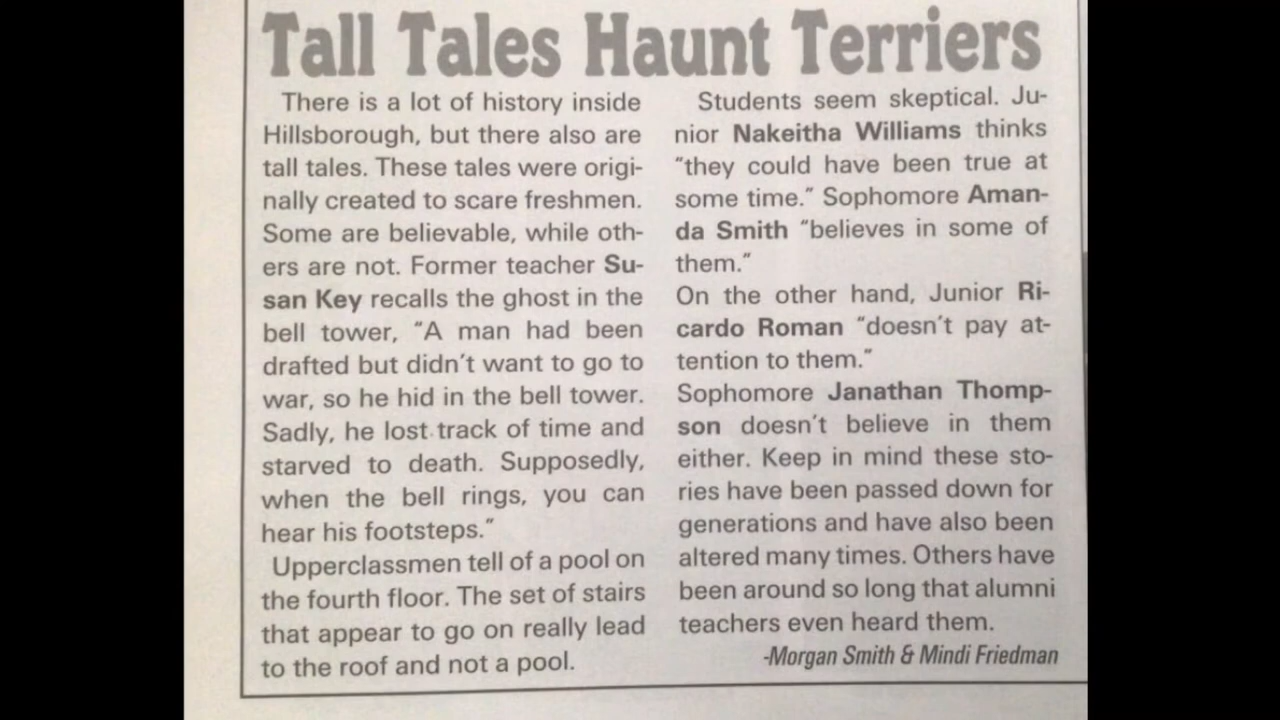 Tall Tales Haunt Terriers
There is a lot of history inside
Hillsborough, but there also are
tall tales. These tales were origi-
nally created to scare freshmen.
Some are believable, while oth-
ers are not. Former teacher Su-
san Key recalls the ghost in the
bell tower, “A man had been
drafted but didn’t want to go to
war, so he hid in the bell tower.
Sadly, he lost track of time and
starved to death. Supposedly,
when the bell rings, you can
hear his footsteps.”
Upperclassmen tell of a pool on
the fourth floor. The set of stairs
that appear to go on really lead
to the roof and not a pool.
Students seem skeptical. Ju-
nior Nakeitha Williams thinks
“they could have been true at
some time.” Sophomore Aman-
da Smith “believes in some of
them.”
On the other hand, Junior Ri-
cardo Roman “doesn’t pay at-
tention to them.”
Sophomore Janathan Thomp-
son doesn’t believe in them
either. Keep in mind these sto-
ries have been passed down for
generations and have also been
altered many times. Others have
been around so long that alumni
teachers even heard them.
-Morgan Smith & Mindi Friedman